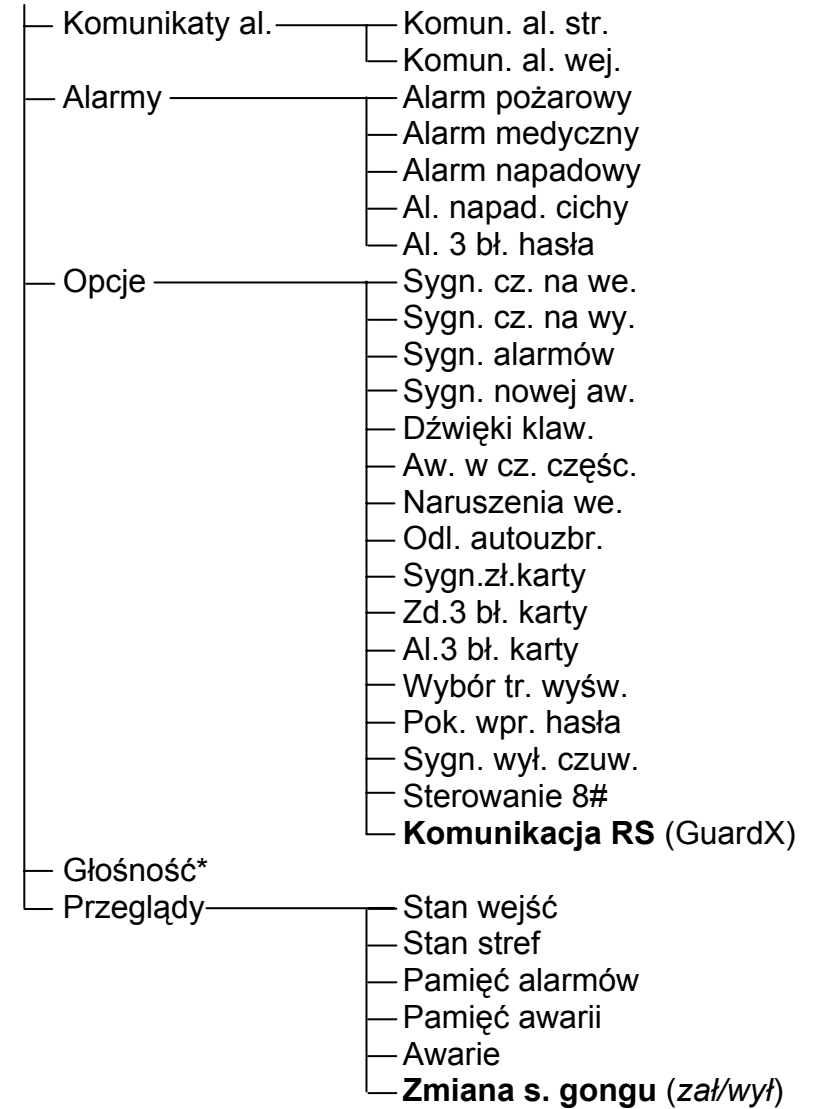 Komunikaty al. Komun. al. str.
Komun. al. wej.
Alarmy Alarm pożarowy
Alarm medyczny
Alarm napadowy
Al. napad. cichy
Al. 3 bł. hasła
Opcje Sygn. cz. na we.
Sygn. cz. na wy.
Sygn. alarmów
Sygn. nowej aw.
Dźwięki klaw.
Aw. w cz. częśc.
Naruszenia we.
Odl. autouzbr.
Sygn.zł.karty
Zd.3 bł. karty
Al.3 bł. karty
Wybór tr. wyśw.
Pok. wpr. hasła
Sygn. wył. czuw.
Sterowanie 8#
Komunikacja RS (GuardX)
Głośność*
Przeglądy Stan wejść
Stan stref
Pamięć alarmów
Pamięć awarii
Awarie
Zmiana s. gongu (zał/wył)